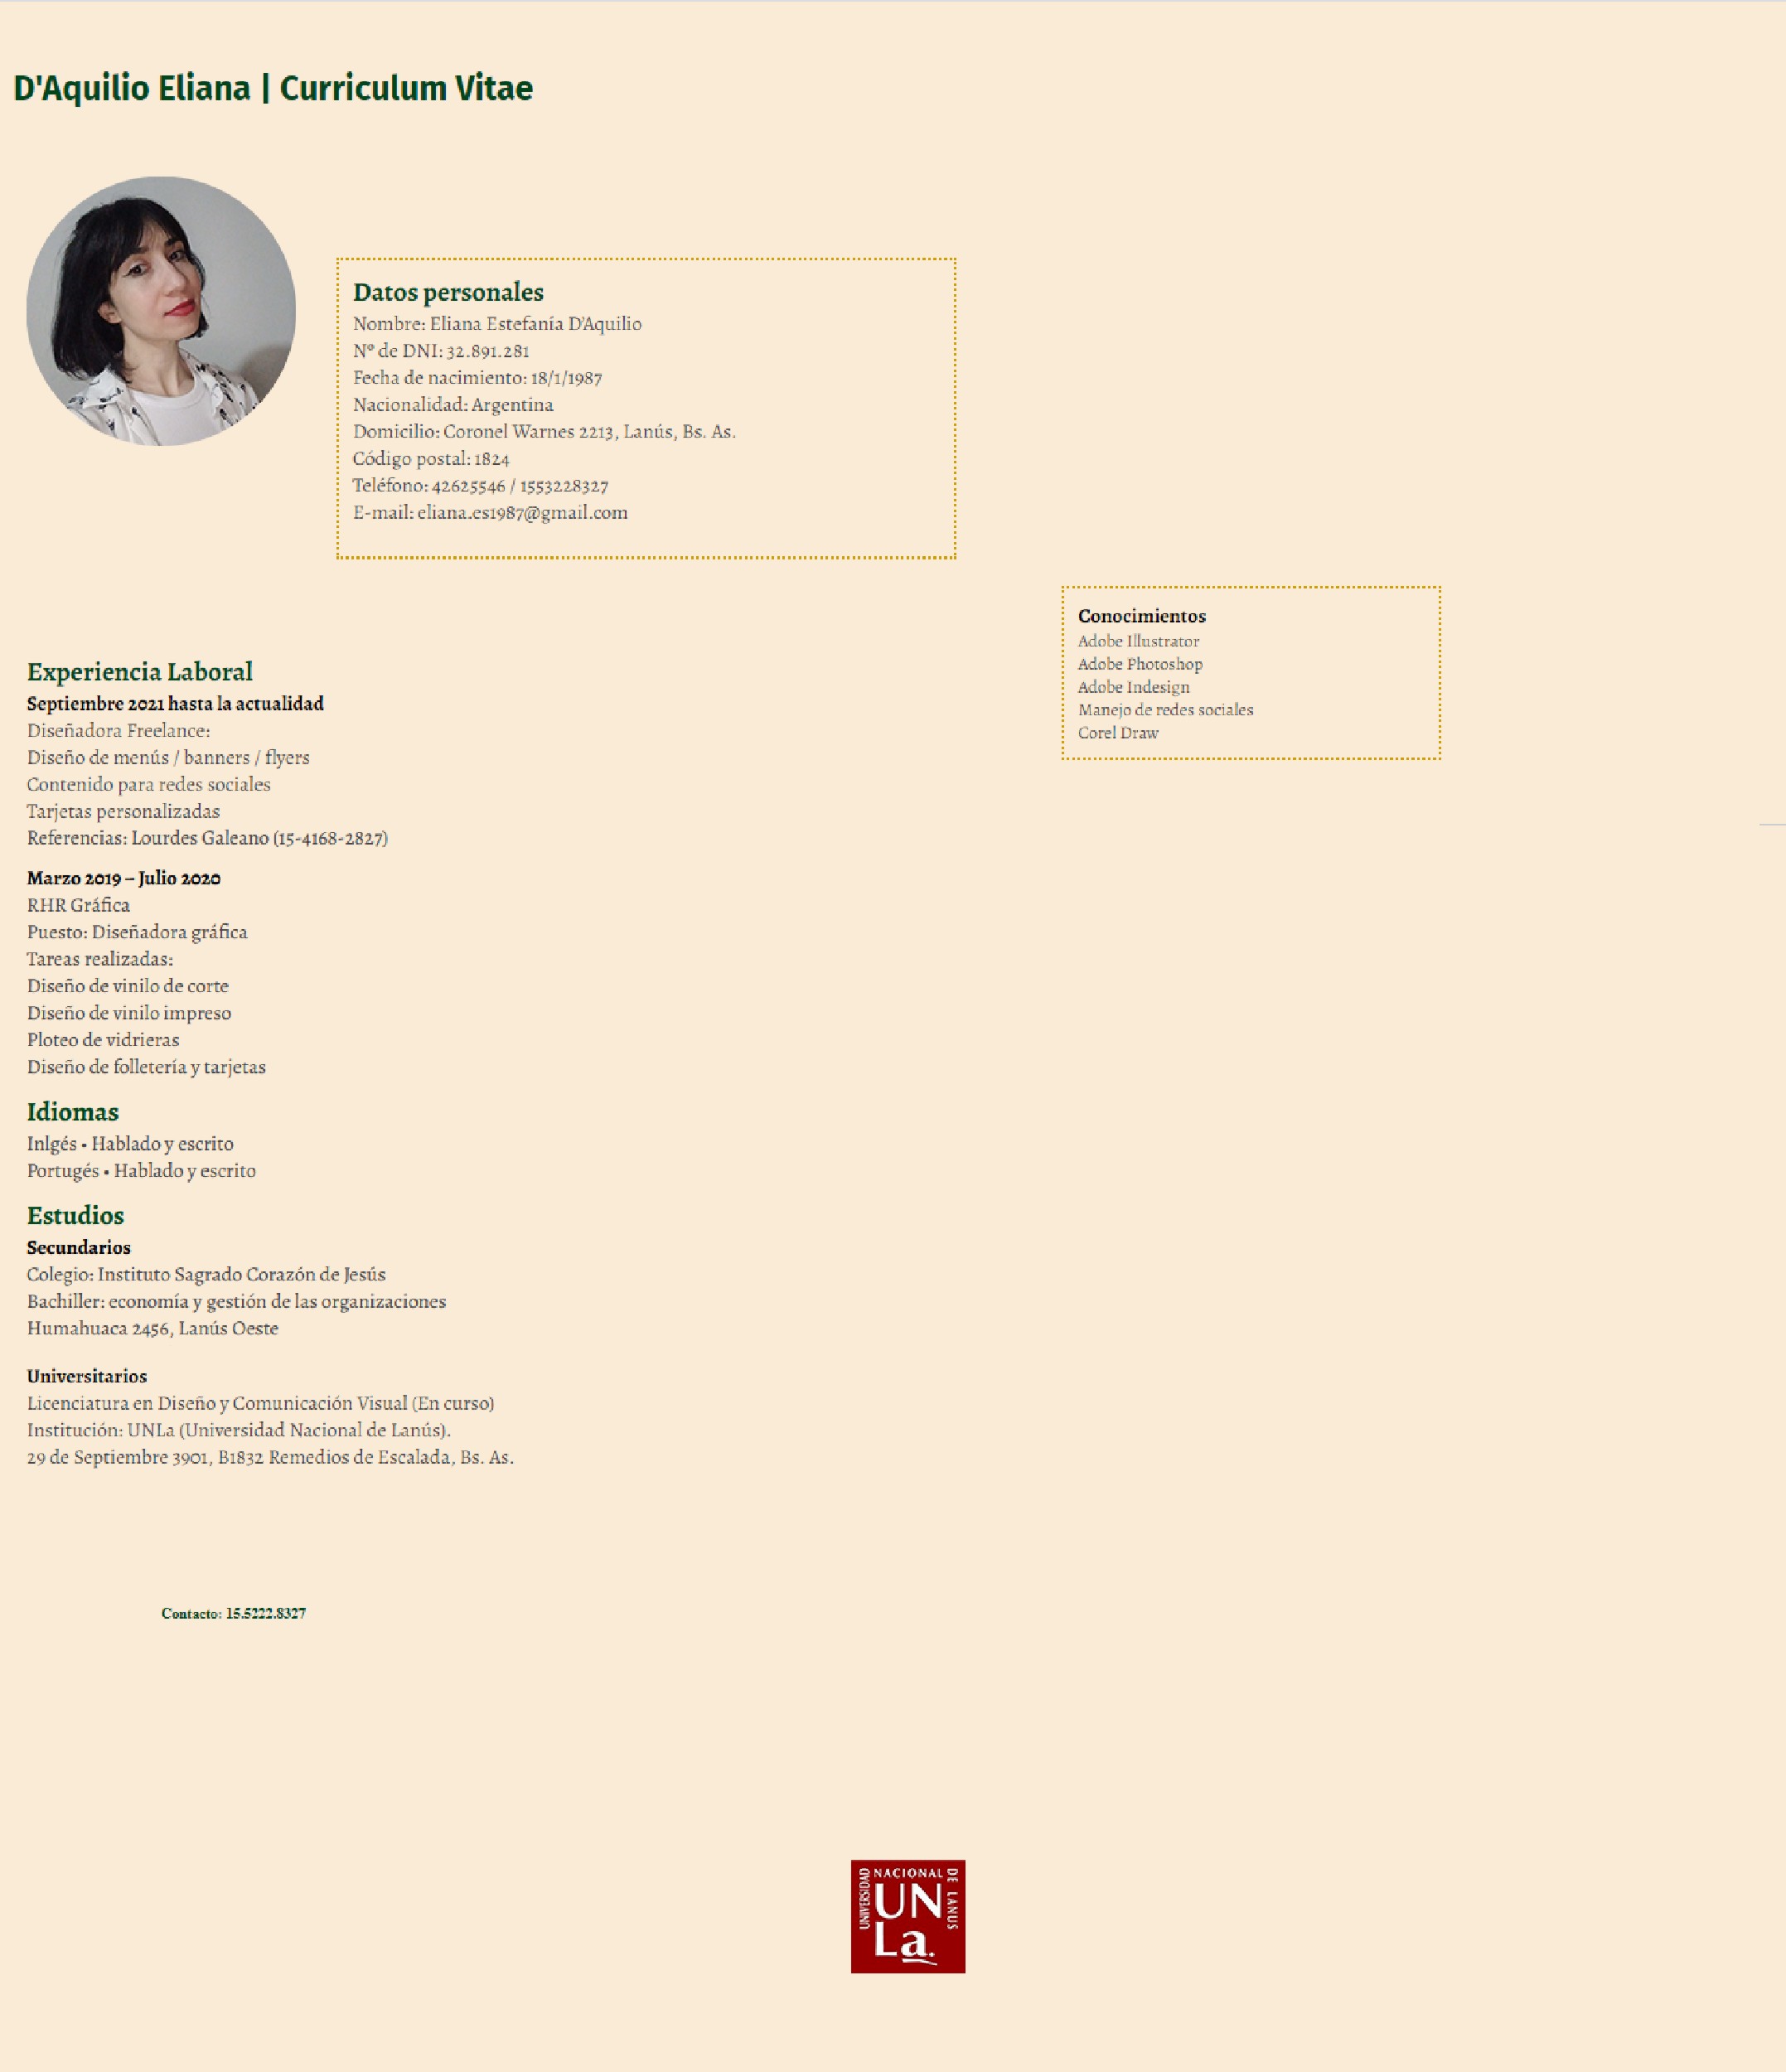 D'Aquilio Eliana | Curriculum Vitae
Datos personales
Nombre: Eliana Estefanía D'Aquilio
Nº de DNI: 32.891.281
Fecha de nacimiento: 18/1/1987
Nacionalidad: Argentina
Domicilio: Coronel Warnes 2213, Lanús, Bs. As.
Código postal: 1824
Teléfono: 42625546 / 1553228327
E-mail: eliana.es1987@gmail.com
Conocimientos
Adobe Illustrator
Adobe Photoshop
Adobe Indesign
Manejo de redes sociales
Corel Draw
Experiencia Laboral
Septiembre 2021 hasta la actualidad
Diseñadora Freelance:
Diseño de menús / banners / flyers
Contenido para redes sociales
Tarjetas personalizadas
Referencias: Lourdes Galeano (15-4168-2827)
Marzo 2019 – Julio 2020
RHR Gráfica
Puesto: Diseñadora gráfica
Tareas realizadas:
Diseño de vinilo de corte
Diseño de vinilo impreso
Ploteo de vidrieras
Diseño de folletería y tarjetas
Idiomas
Inlgés • Hablado y escrito
Portugés • Hablado y escrito
Estudios
Secundarios
Colegio: Instituto Sagrado Corazón de Jesús
Bachiller: economía y gestión de las organizaciones
Humahuaca 2456, Lanús Oeste
Universitarios
Licenciatura en Diseño y Comunicación Visual (En curso)
Institución: UNLa (Universidad Nacional de Lanús).
29 de Septiembre 3901, B1832 Remedios de Escalada, Bs. As.
Contacto: 15.5222.8327
UNIVERSIDAD
NACIONAL
DE LANUS
UN
La.